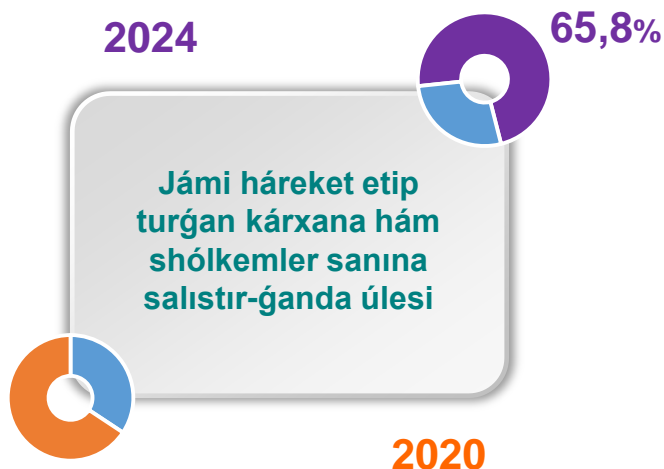 2024
65,8%
Jámi háreket etip
turǵan kárxana hám
shólkemler sanına
salıstır-ǵanda úlesi
2020